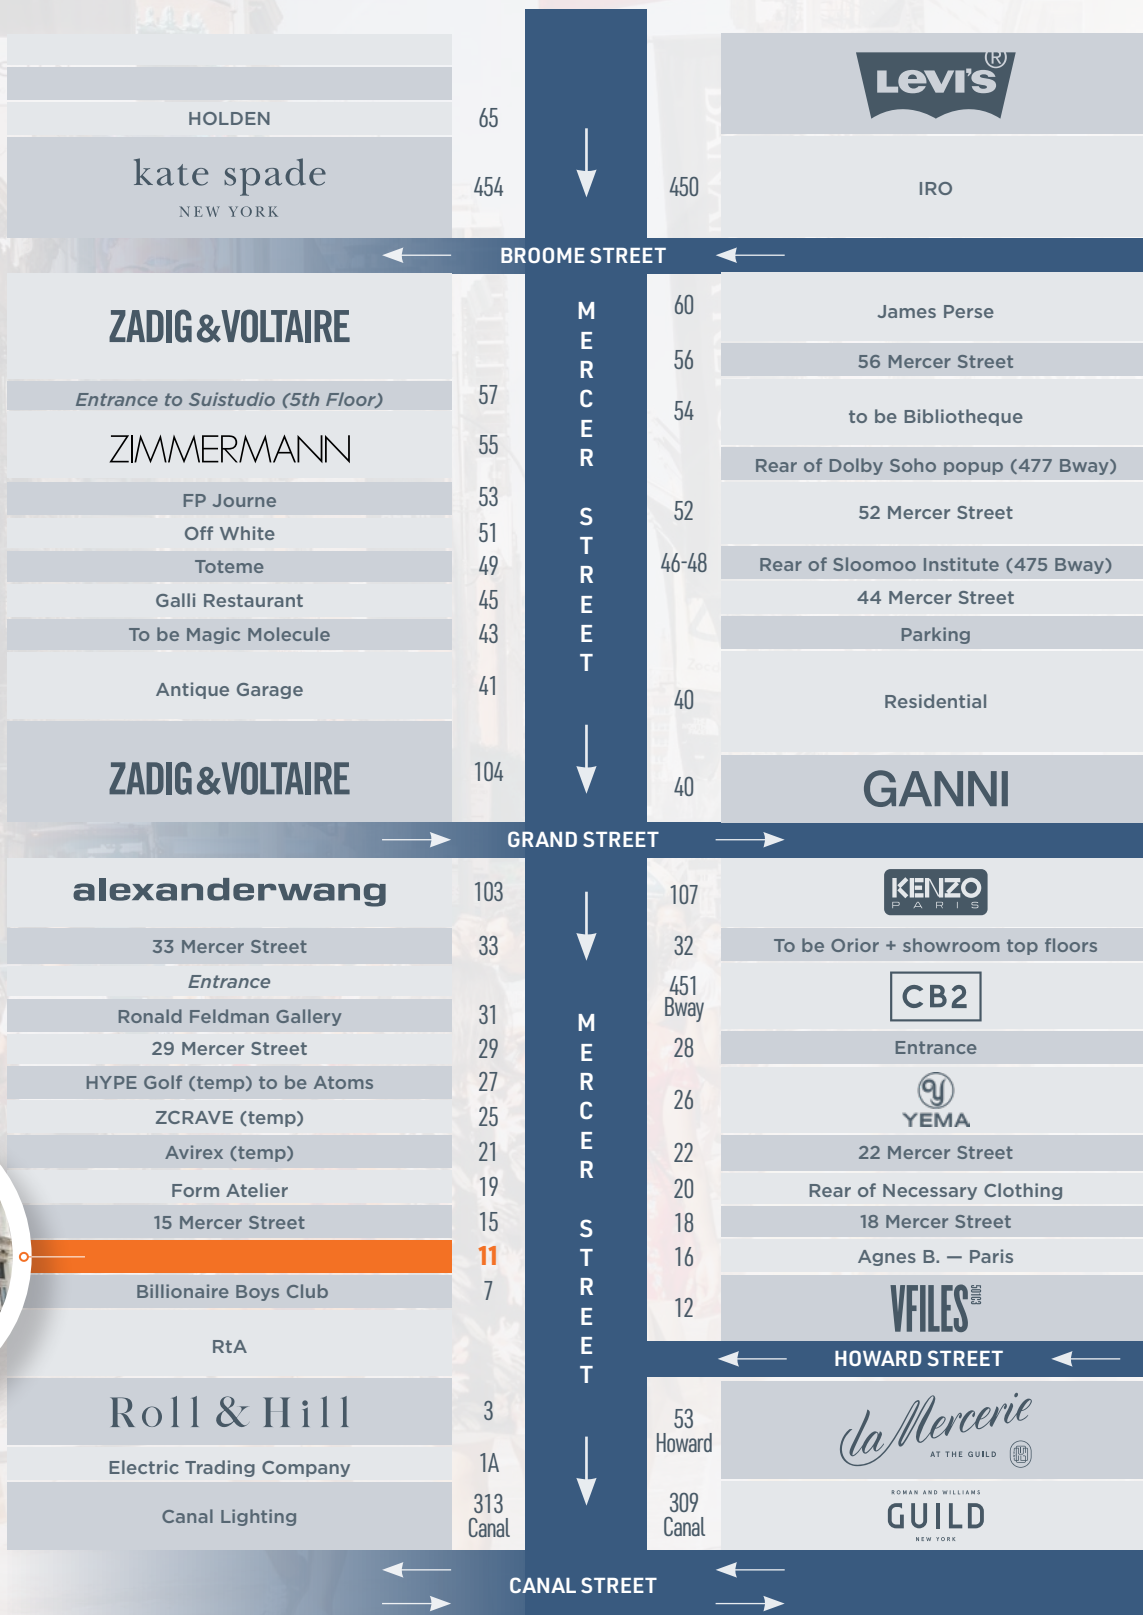 HOLDEN
65
LEVI'S®
kate spade
NEW YORK
454
450
IRO
BROOME STREET
MERCER STREET
ZADIG & VOLTAIRE
60
James Perse
56
56 Mercer Street
Entrance to Suistudio (5th Floor)
57
54
to be Bibliotheque
ZIMMERMANN
55
Rear of Dolby Soho popup (477 Bway)
FP Journe
53
52
52 Mercer Street
Off White
51
Toteme
49
46-48
Rear of Sloomoo Institute (475 Bway)
Galli Restaurant
45
44 Mercer Street
To be Magic Molecule
43
Parking
Antique Garage
41
40
Residential
ZADIG & VOLTAIRE
104
40
GANNI
GRAND STREET
alexanderwang
103
107
KENZO
PARIS
33 Mercer Street
33
32
To be Orior + showroom top floors
Entrance
451
Bway
CB2
Ronald Feldman Gallery
31
MERCER STREET
29 Mercer Street
29
28
Entrance
HYPE Golf (temp) to be Atoms
27
26
YEMA
ZCRAVE (temp)
25
Avirex (temp)
21
22
22 Mercer Street
Form Atelier
19
20
Rear of Necessary Clothing
15 Mercer Street
15
18
18 Mercer Street
11
16
Agnes B. — Paris
Billionaire Boys Club
7
12
VFILES
RtA
HOWARD STREET
Roll & Hill
3
53
Howard
la Mercerie
AT THE GUILD
Electric Trading Company
1A
Canal Lighting
313
Canal
309
Canal
ROMAN AND WILLIAMS
GUILD
NEW YORK
CANAL STREET